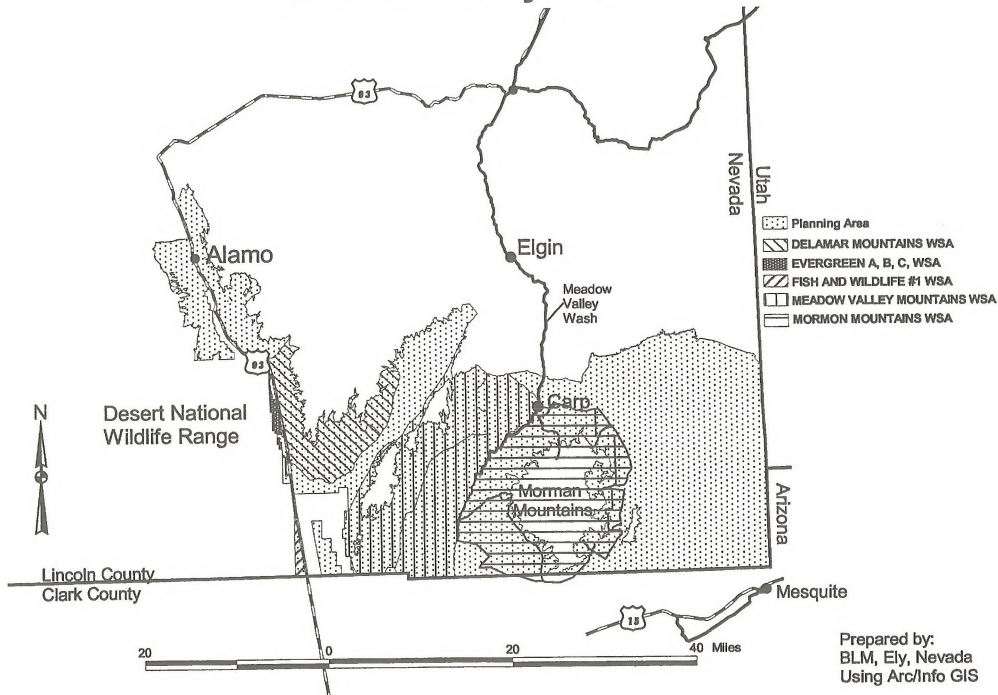 93
Utah
Nevada
Planning Area
DELAMAR MOUNTAINS WSA
EVERGREEN A, B, C, WSA
FISH AND WILDLIFE #1 WSA
MEADOW VALLEY MOUNTAINS WSA
MORMON MOUNTAINS WSA
Alamo
Elgin
Meadow
Valley
Wash
93
N
Desert National
Wildlife Range
Carp
Morman
Mountains
Arizona
Lincoln County
Clark County
Mesquite
15
20 0 20 40 Miles
Prepared by:
BLM, Ely, Nevada
Using Arc/Info GIS